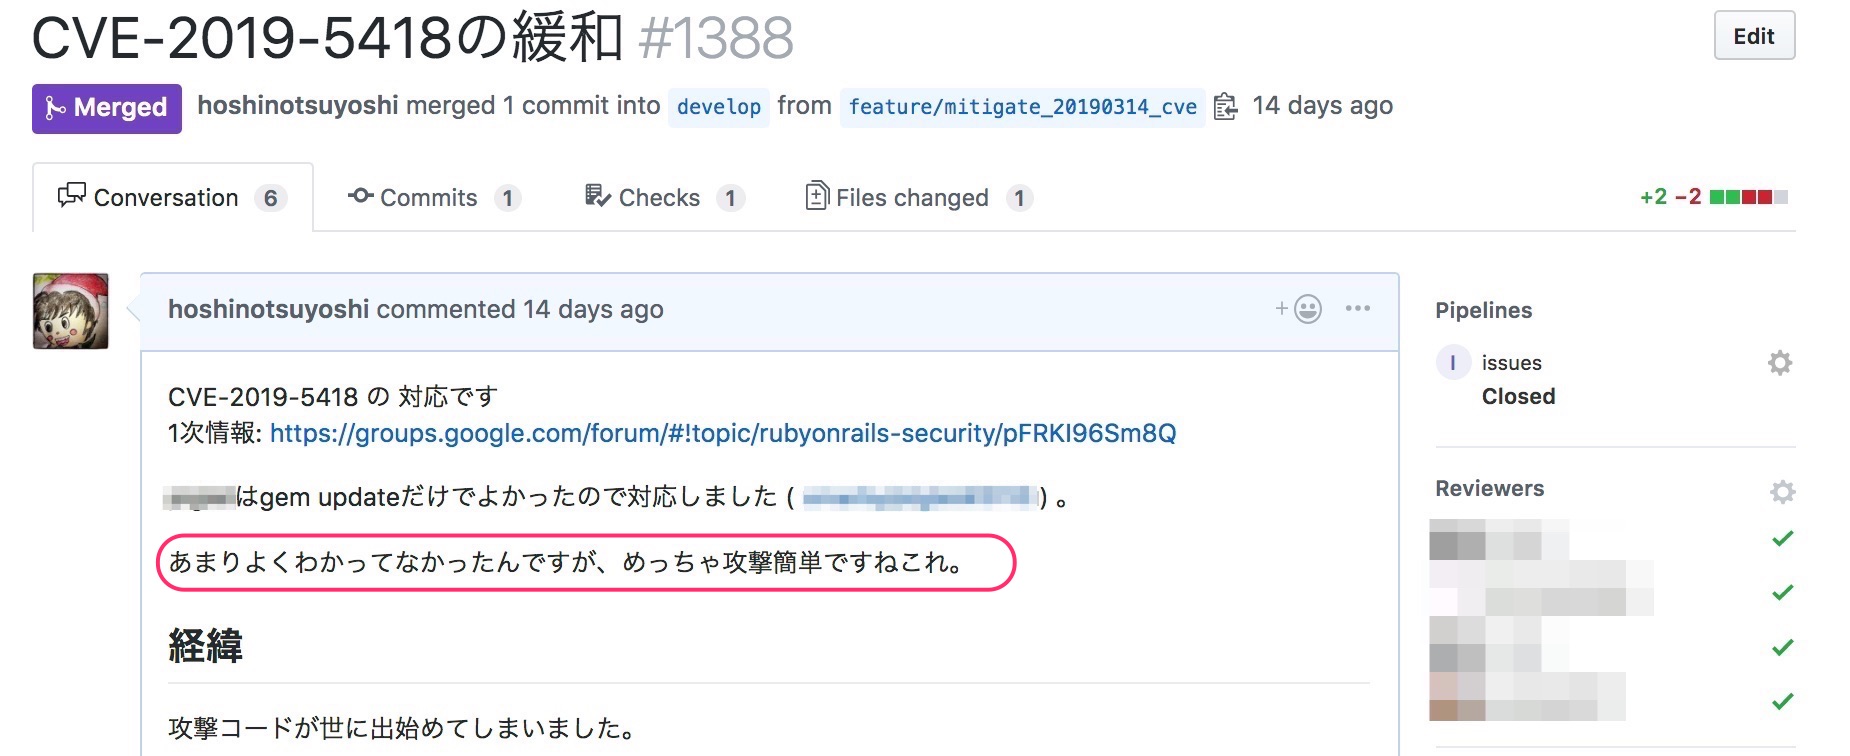 CVE-2019-5418の緩和 #1388
Edit
Merged hoshinotsuyoshi merged 1 commit into develop from feature/mitigate_20190314_cve 14 days ago
Conversation 6 Commits 1 Checks 1 Files changed 1 +2 −2
hoshinotsuyoshi commented 14 days ago
CVE-2019-5418 の 対応です
1次情報: https://groups.google.com/forum/#!topic/rubyonrails-security/pFRKI96Sm8Q
はgem updateだけでよかったので対応しました ( ) 。
あまりよくわかってなかったんですが、めっちゃ攻撃簡単ですねこれ。
経緯
攻撃コードが世に出始めてしまいました。
Pipelines
I issues
Closed
Reviewers